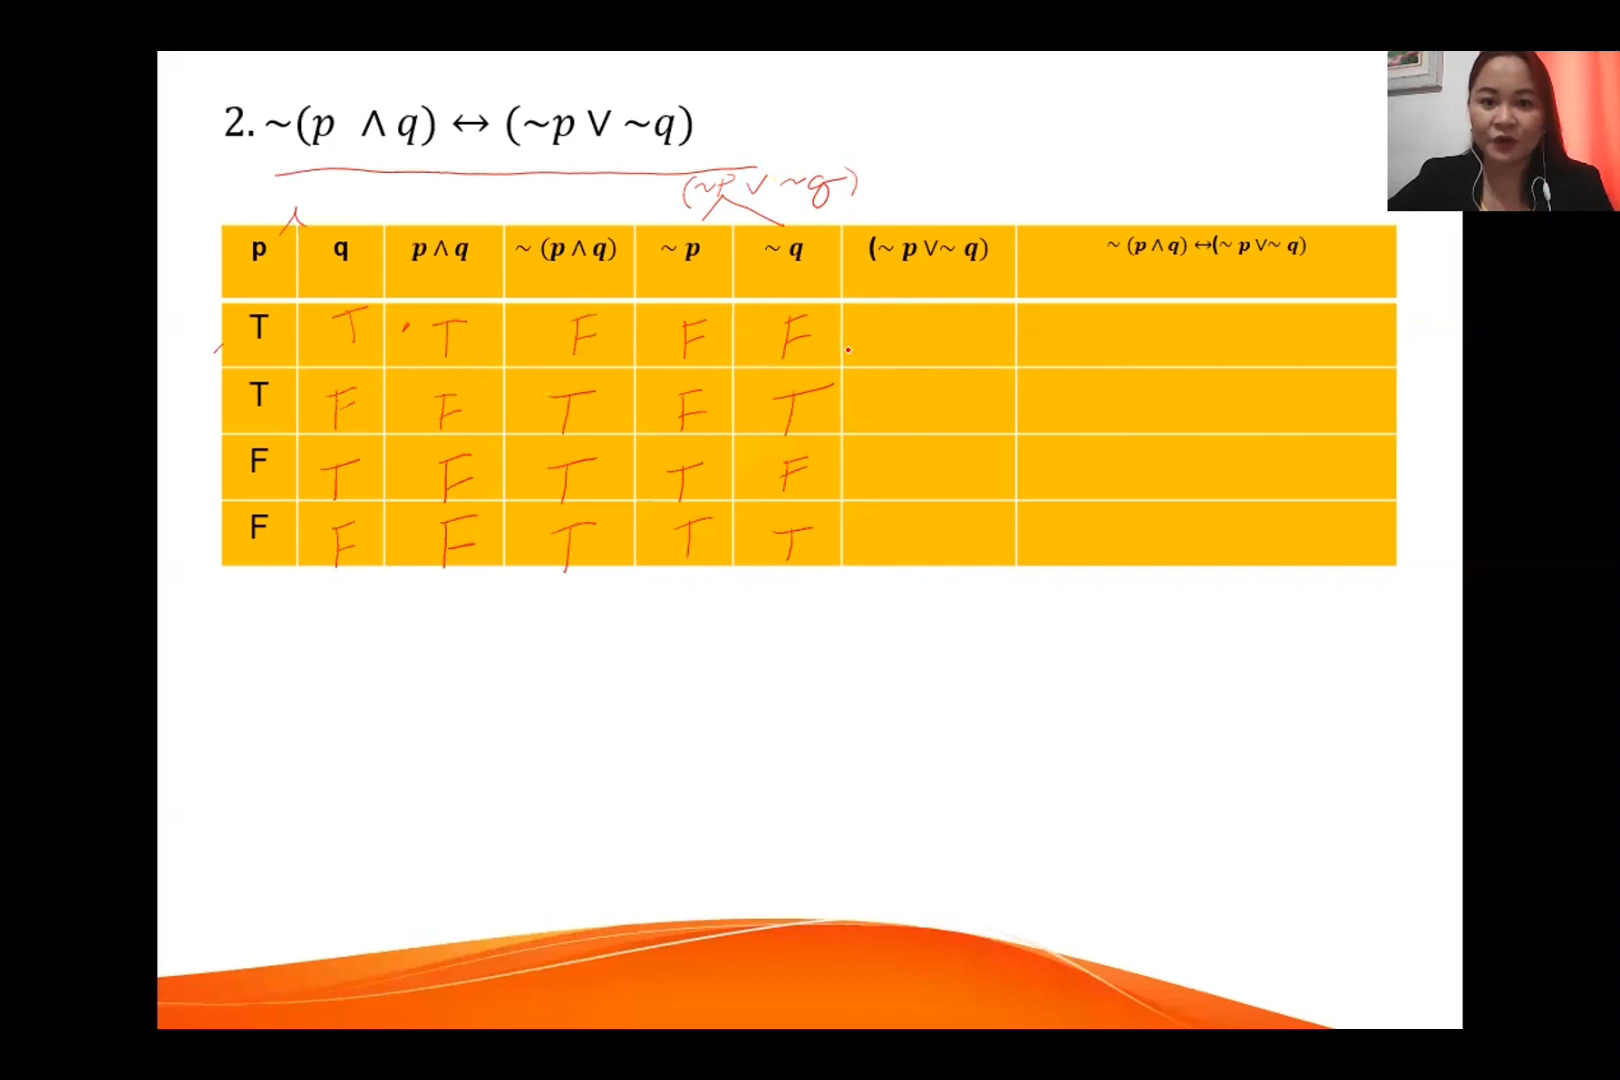 2. ~(p ∧ q) ↔ (~p ∨ ~q)
(~p ∨ ~q)
p q p ∧ q ~ (p ∧ q) ~ p ~ q (~ p ∨~ q) ~ (p ∧ q) ↔(~ p ∨~ q)
T T T F F F
T F F T F T
F T F T T F
F F F T T T